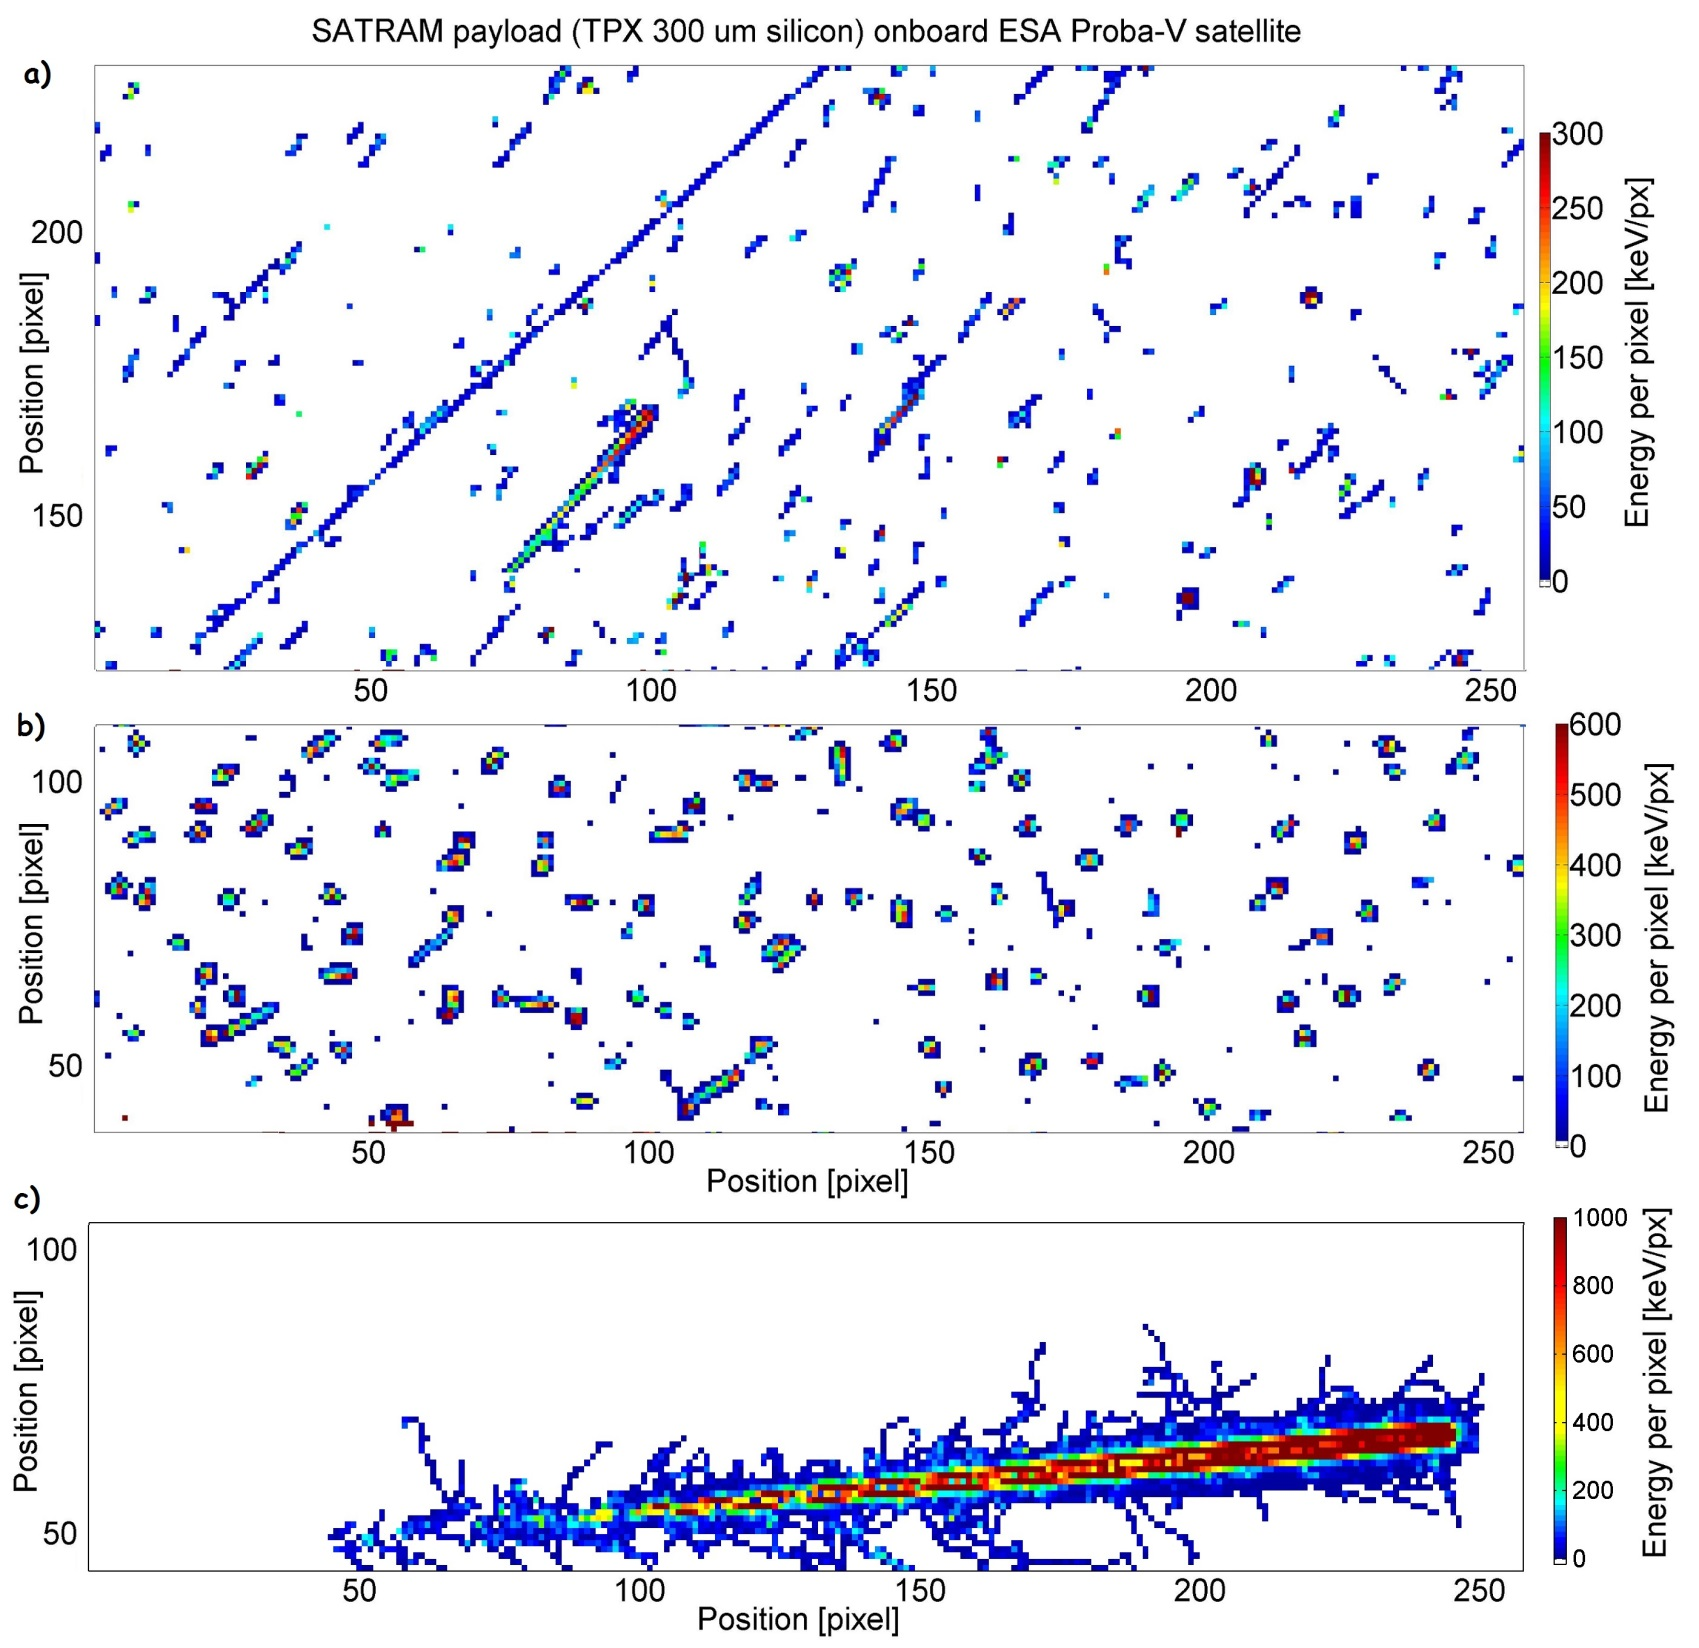 SATRAM payload (TPX 300 um silicon) onboard ESA Proba-V satellite
a)
Position [pixel]
200
150
50 100 150 200 250
300
250
200
150
100
50
0
Energy per pixel [keV/px]
b)
Position [pixel]
100
50
50 100 150 200 250
Position [pixel]
600
500
400
300
200
100
0
Energy per pixel [keV/px]
c)
Position [pixel]
100
50
50 100 150 200 250
Position [pixel]
1000
800
600
400
200
0
Energy per pixel [keV/px]